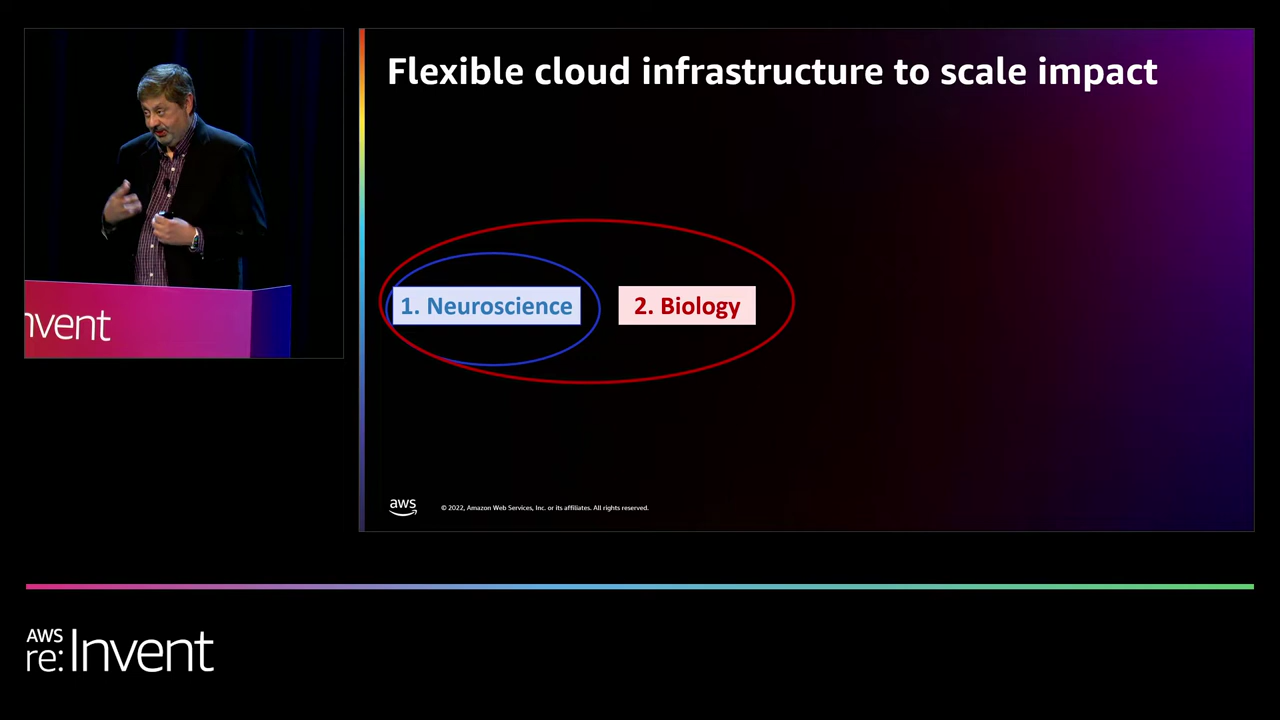 Flexible cloud infrastructure to scale impact
1. Neuroscience
2. Biology
nvent
aws
© 2022, Amazon Web Services, Inc. or its affiliates. All rights reserved.
AWS
re:Invent